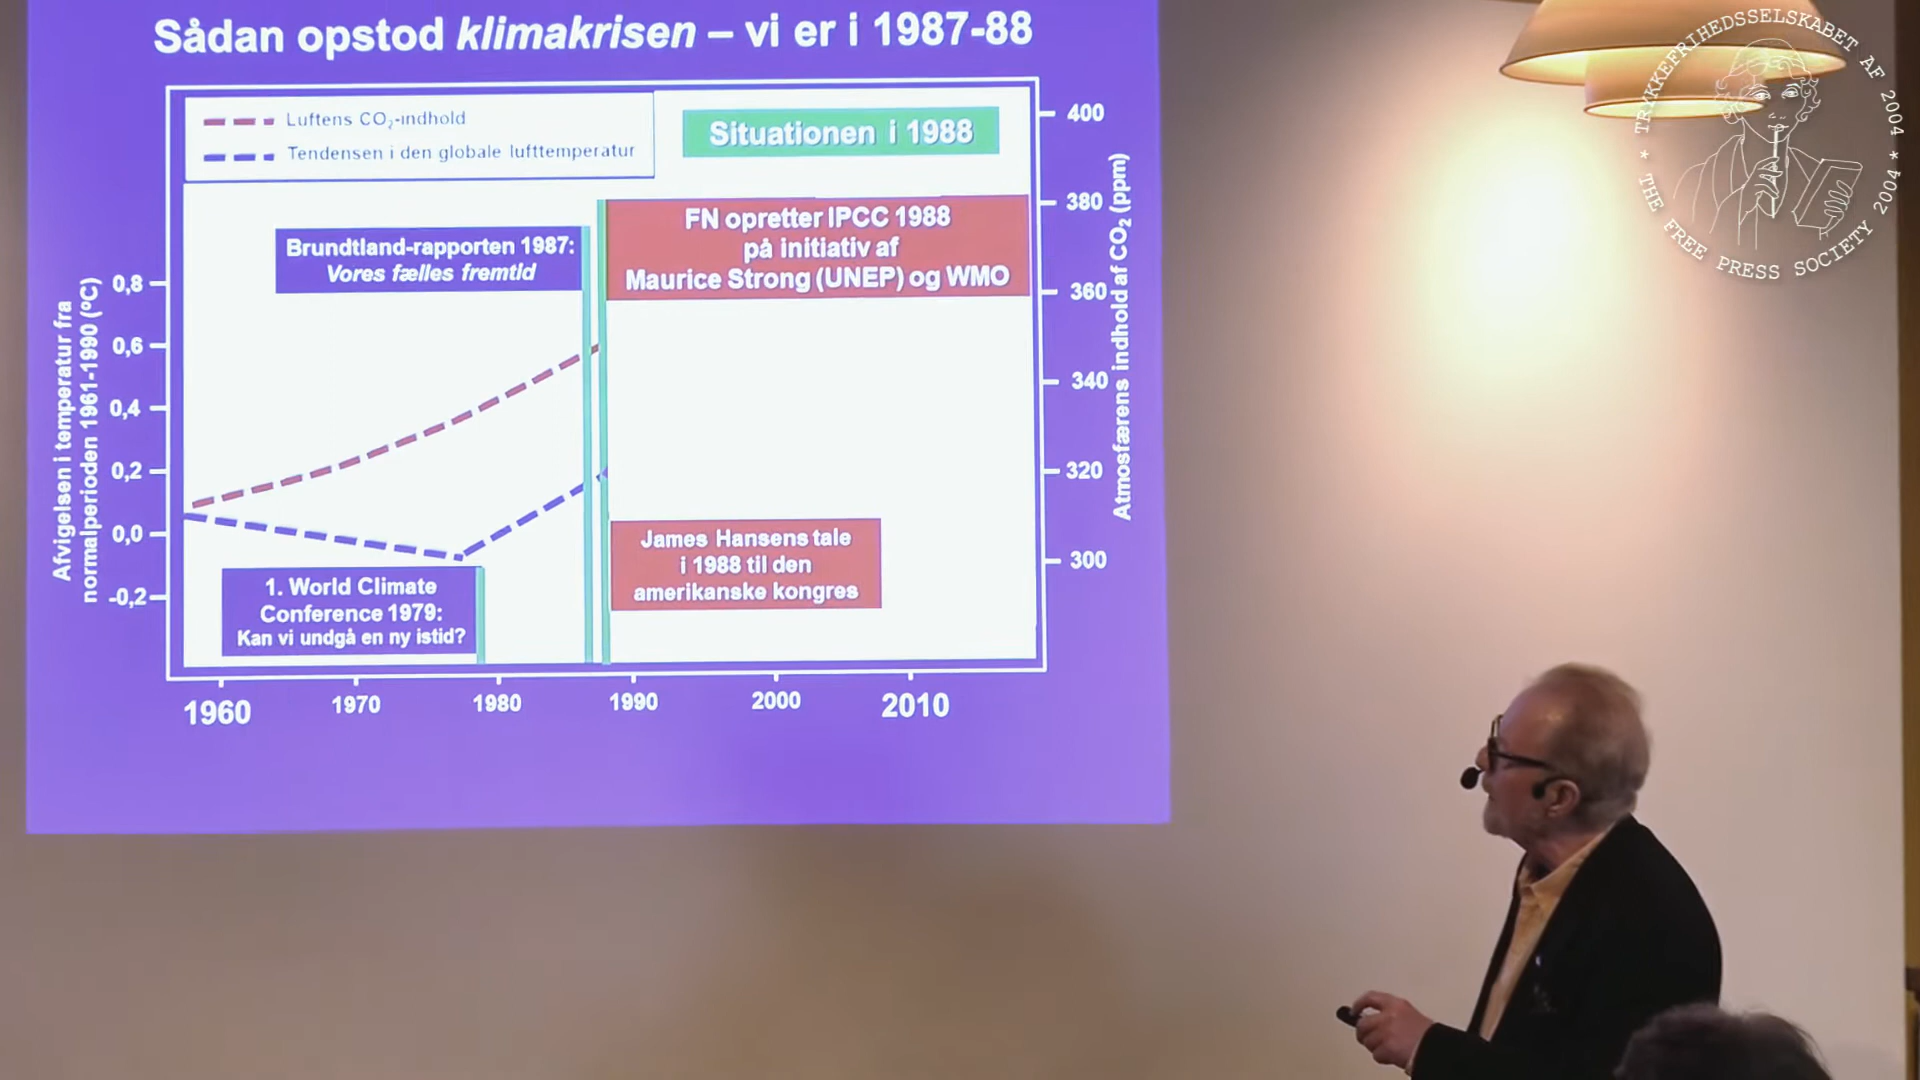 Sådan opstod klimakrisen – vi er i 1987-88
Luftens CO₂-indhold
Tendensen i den globale lufttemperatur
Situationen i 1988
Brundtland-rapporten 1987:
Vores fælles fremtid
FN opretter IPCC 1988
på initiativ af
Maurice Strong (UNEP) og WMO
James Hansens tale
i 1988 til den
amerikanske kongres
1. World Climate
Conference 1979:
Kan vi undgå en ny istid?
Afvigelsen i temperatur fra
normalperioden 1961-1990 (ºC)
0,8
0,6
0,4
0,2
0,0
-0,2
400
380
360
340
320
300
Atmosfærens indhold af CO₂ (ppm)
1960
1970
1980
1990
2000
2010
TRYKKEFRIHEDSSELSKABET AF 2004
* THE FREE PRESS SOCIETY 2004 *